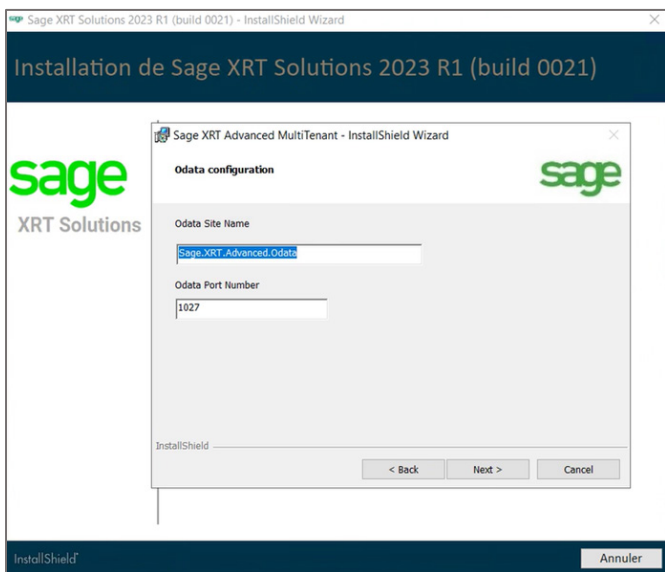 Sage XRT Solutions 2023 R1 (build 0021) - InstallShield Wizard
Installation de Sage XRT Solutions 2023 R1 (build 0021)
sage
XRT Solutions
Sage XRT Advanced MultiTenant - InstallShield Wizard
Odata configuration
sage
Odata Site Name
Sage.XRT.Advanced.Odata
Odata Port Number
1027
InstallShield
< Back Next > Cancel
InstallShield™ Annuler